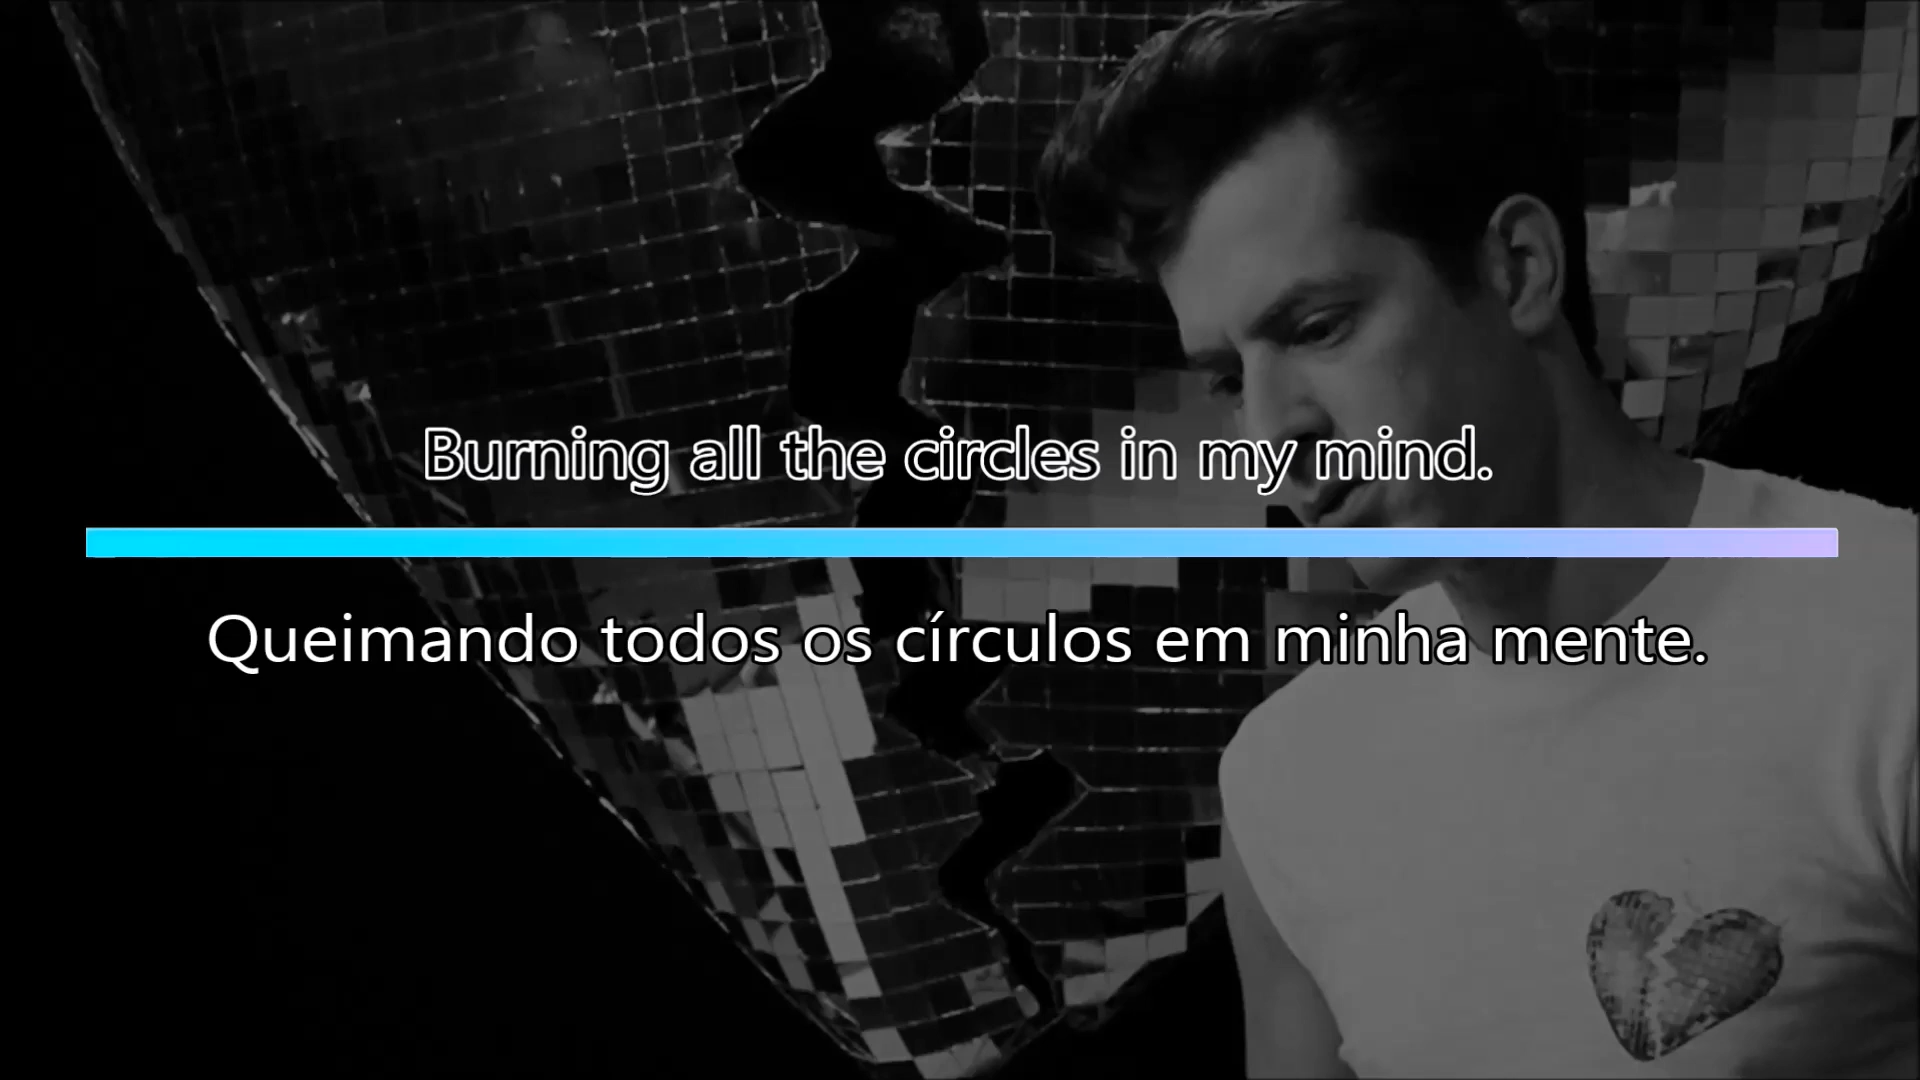 Burning all the circles in my mind.
Queimando todos os círculos em minha mente.